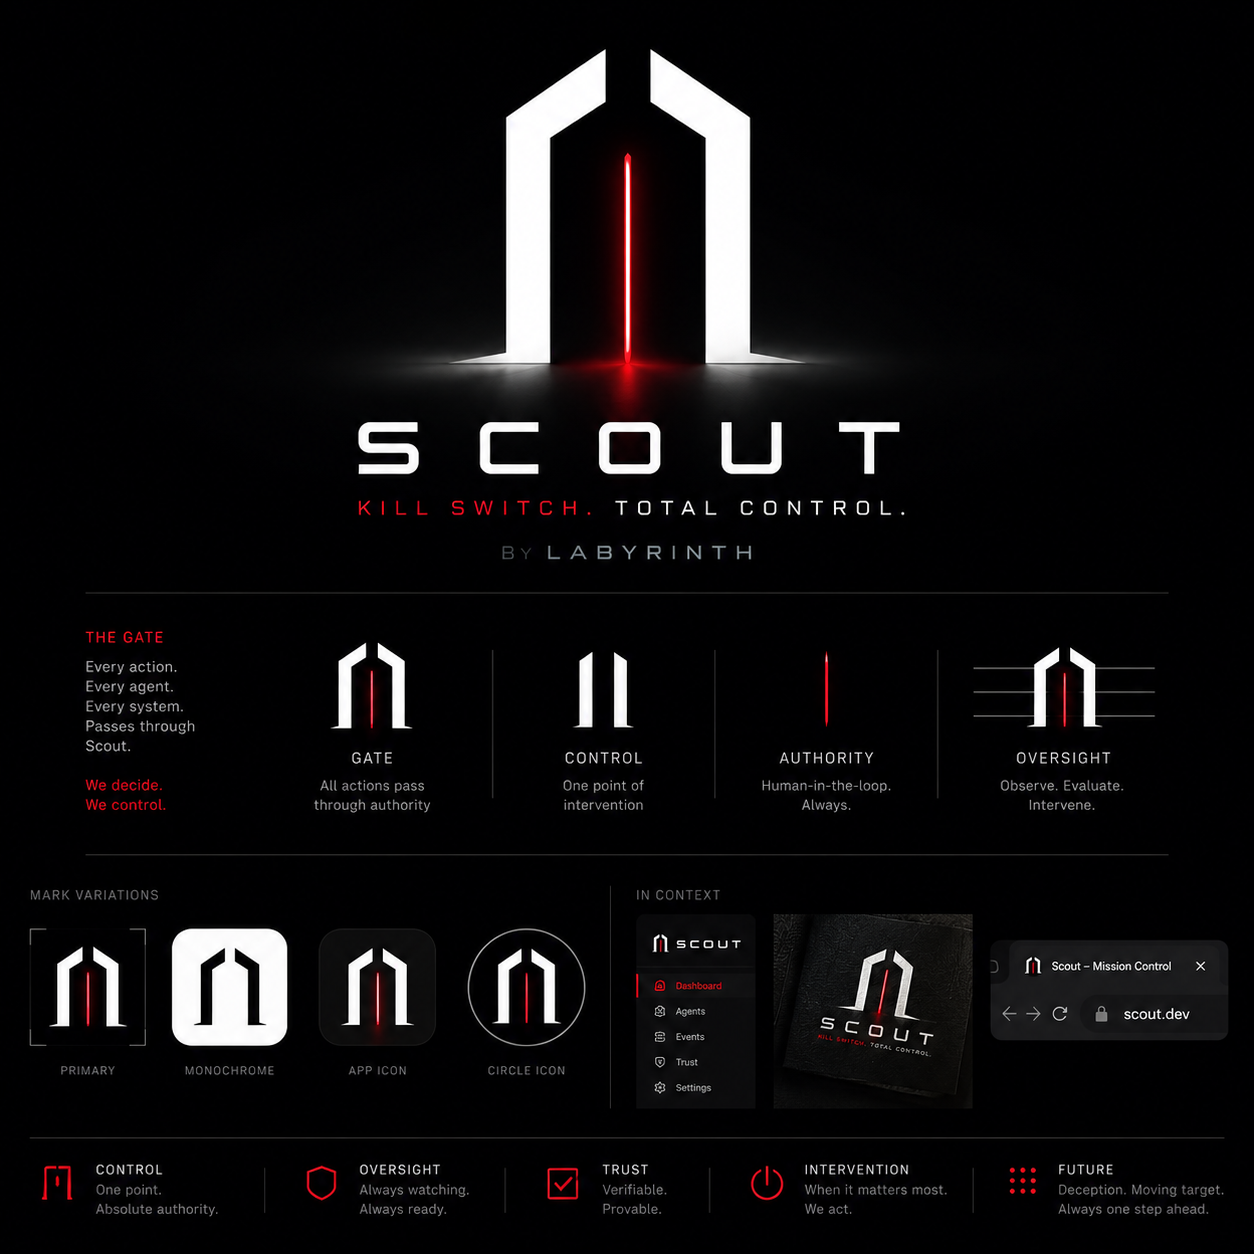 SCOUT
KILL SWITCH. TOTAL CONTROL.
BY LABYRINTH
THE GATE
Every action.
Every agent.
Every system.
Passes through
Scout.
We decide.
We control.
GATE
All actions pass
through authority
CONTROL
One point of
intervention
AUTHORITY
Human-in-the-loop.
Always.
OVERSIGHT
Observe. Evaluate.
Intervene.
MARK VARIATIONS
PRIMARY
MONOCHROME
APP ICON
CIRCLE ICON
IN CONTEXT
SCOUT
Dashboard
Agents
Events
Trust
Settings
SCOUT
KILL SWITCH. TOTAL CONTROL.
Scout – Mission Control
scout.dev
CONTROL
One point.
Absolute authority.
OVERSIGHT
Always watching.
Always ready.
TRUST
Verifiable.
Provable.
INTERVENTION
When it matters most.
We act.
FUTURE
Deception. Moving target.
Always one step ahead.